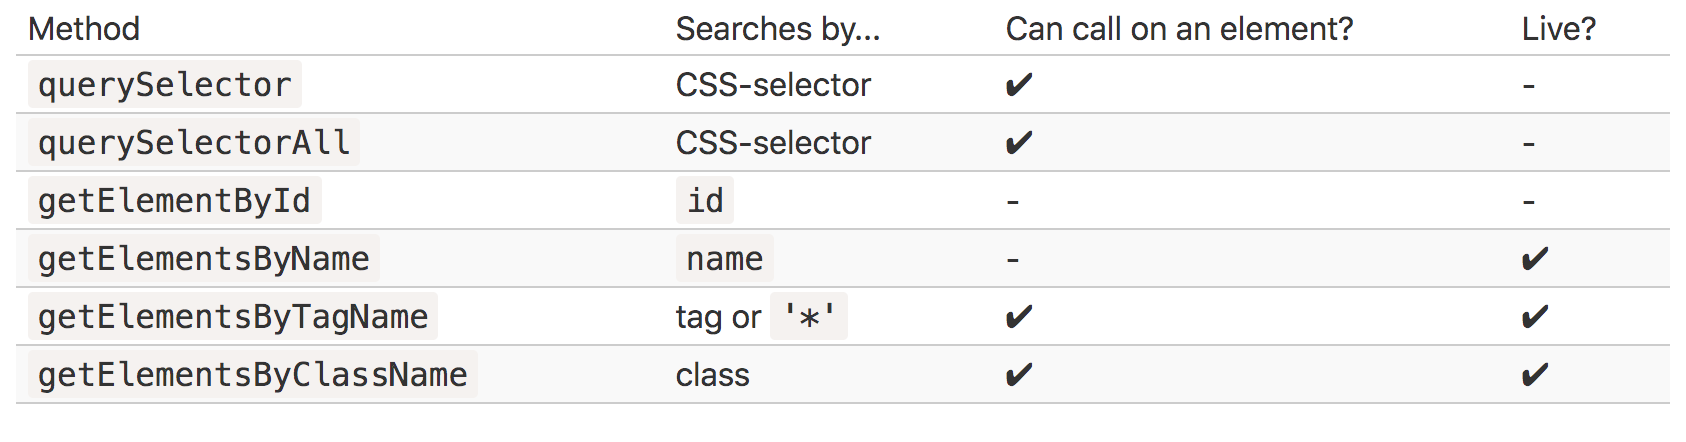 Method Searches by... Can call on an element? Live?
querySelector CSS-selector ✔ -
querySelectorAll CSS-selector ✔ -
getElementById id - -
getElementsByName name - ✔
getElementsByTagName tag or '*' ✔ ✔
getElementsByClassName class ✔ ✔